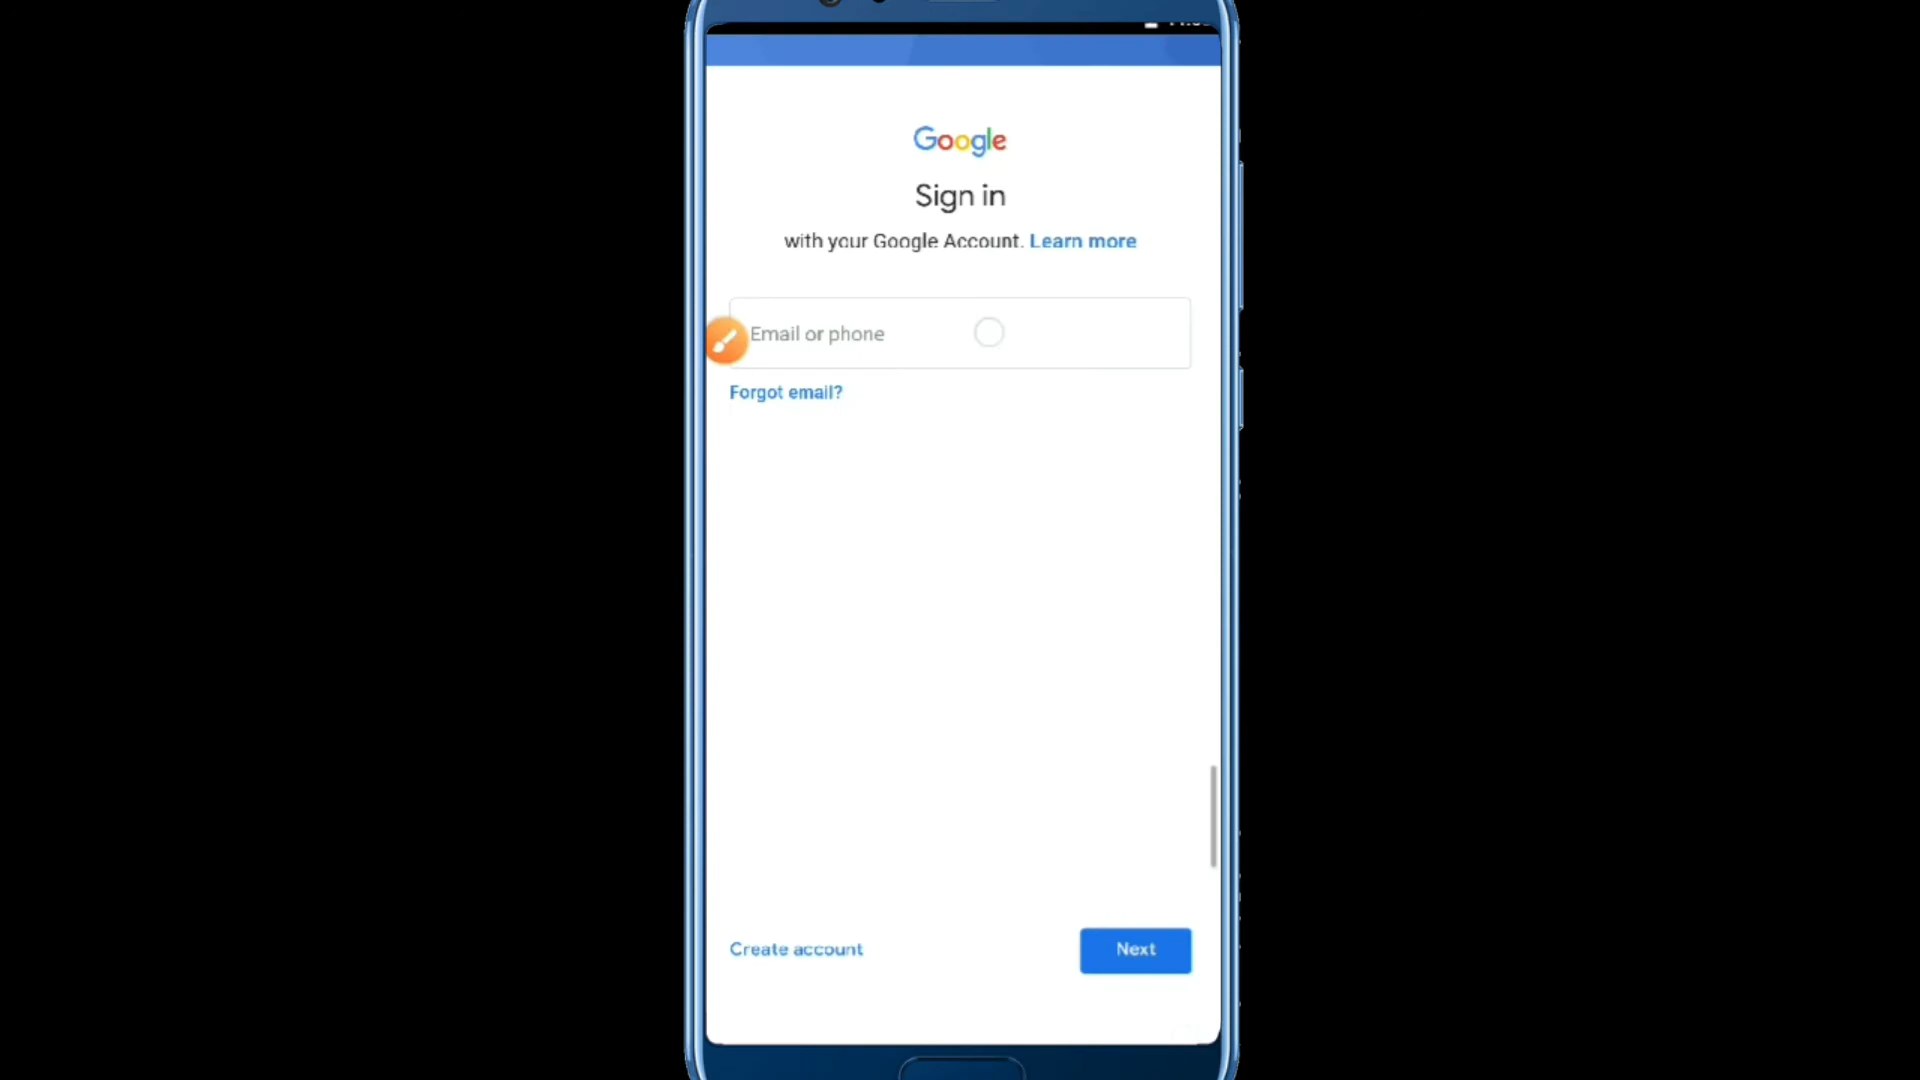 Google
Sign in
with your Google Account. Learn more
Email or phone
Forgot email?
Create account
Next